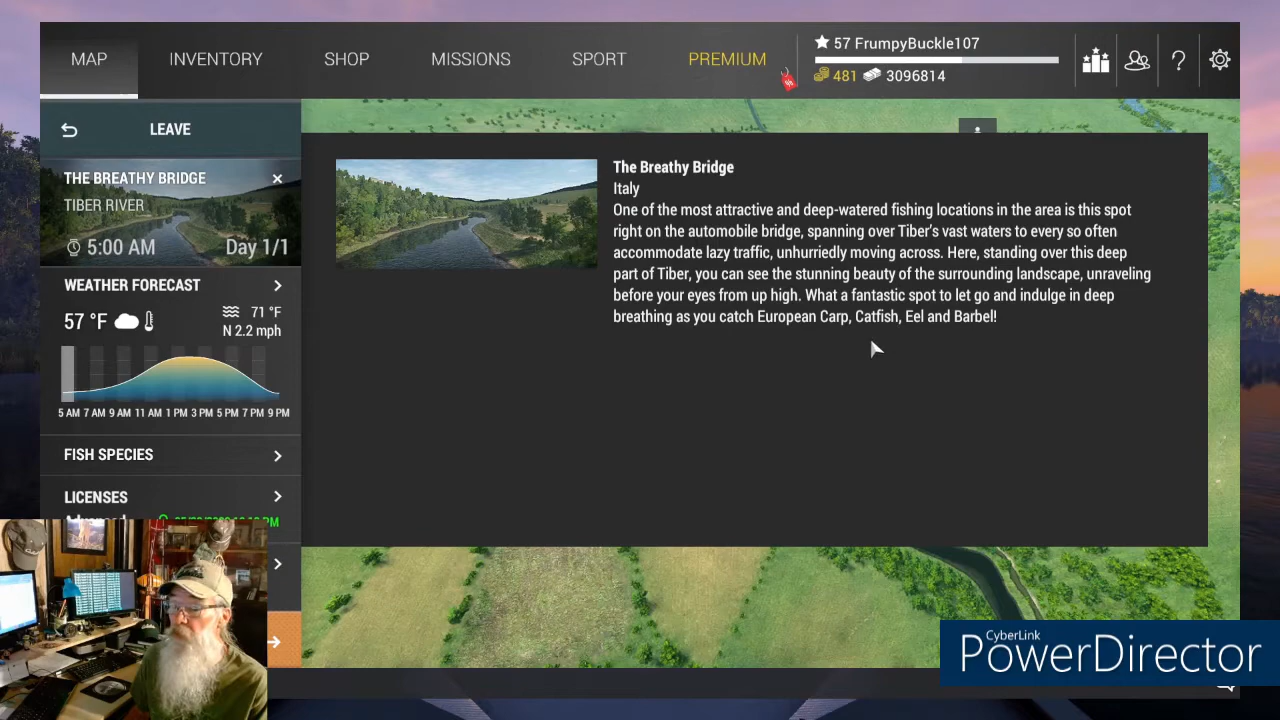 MAP
INVENTORY
SHOP
MISSIONS
SPORT
PREMIUM
57 FrumpyBuckle107
481 3096814
LEAVE
THE BREATHY BRIDGE
TIBER RIVER
5:00 AM Day 1/1
WEATHER FORECAST
57 °F
71 °F
N 2.2 mph
5 AM 7 AM 9 AM 11 AM 1 PM 3 PM 5 PM 7 PM 9 PM
FISH SPECIES
LICENSES
The Breathy Bridge
Italy
One of the most attractive and deep-watered fishing locations in the area is this spot
right on the automobile bridge, spanning over Tiber's vast waters to every so often
accommodate lazy traffic, unhurriedly moving across. Here, standing over this deep
part of Tiber, you can see the stunning beauty of the surrounding landscape, unraveling
before your eyes from up high. What a fantastic spot to let go and indulge in deep
breathing as you catch European Carp, Catfish, Eel and Barbel!
CyberLink
PowerDirector